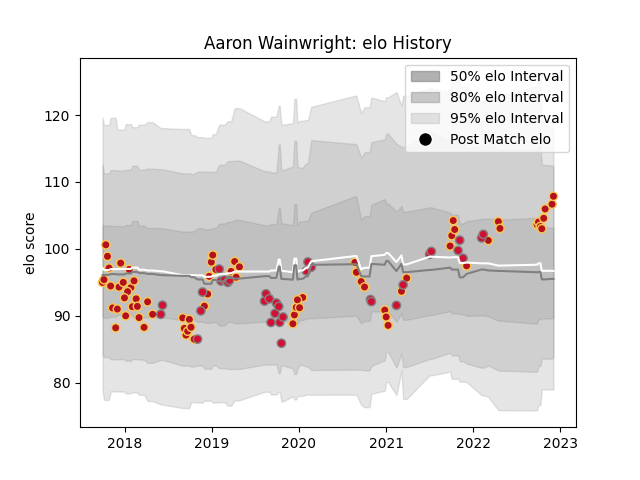 Aaron Wainwright: elo History
50% elo Interval
80% elo Interval
95% elo Interval
Post Match elo
elo score
120
110
100
90
80
2018
2019
2020
2021
2022
2023